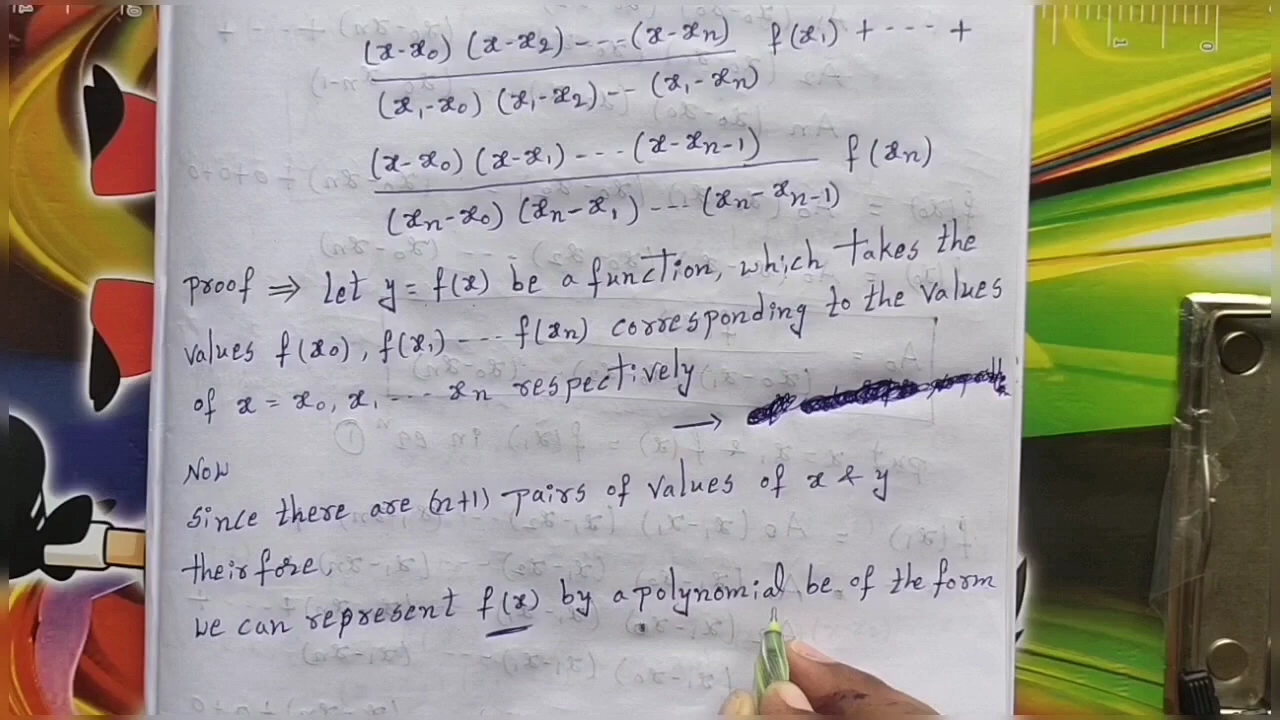 (x-x0) (x-x2) --- (x-xn) f(x1) + --- +
(x1-x0) (x1-x2) -- (x1-xn)
(x-x0) (x-x1) --- (x-xn-1) f(xn)
(xn-x0) (xn-x1) --- (xn-xn-1)
proof ⇒ Let y = f(x) be a function, which takes the
values f(x0), f(x1) --- f(xn) corresponding to the values
of x = x0, x1 --- xn respectively
→
Now
since there are (n+1) pairs of values of x & y
theirfore,
we can represent f(x) by a polynomial be of the form